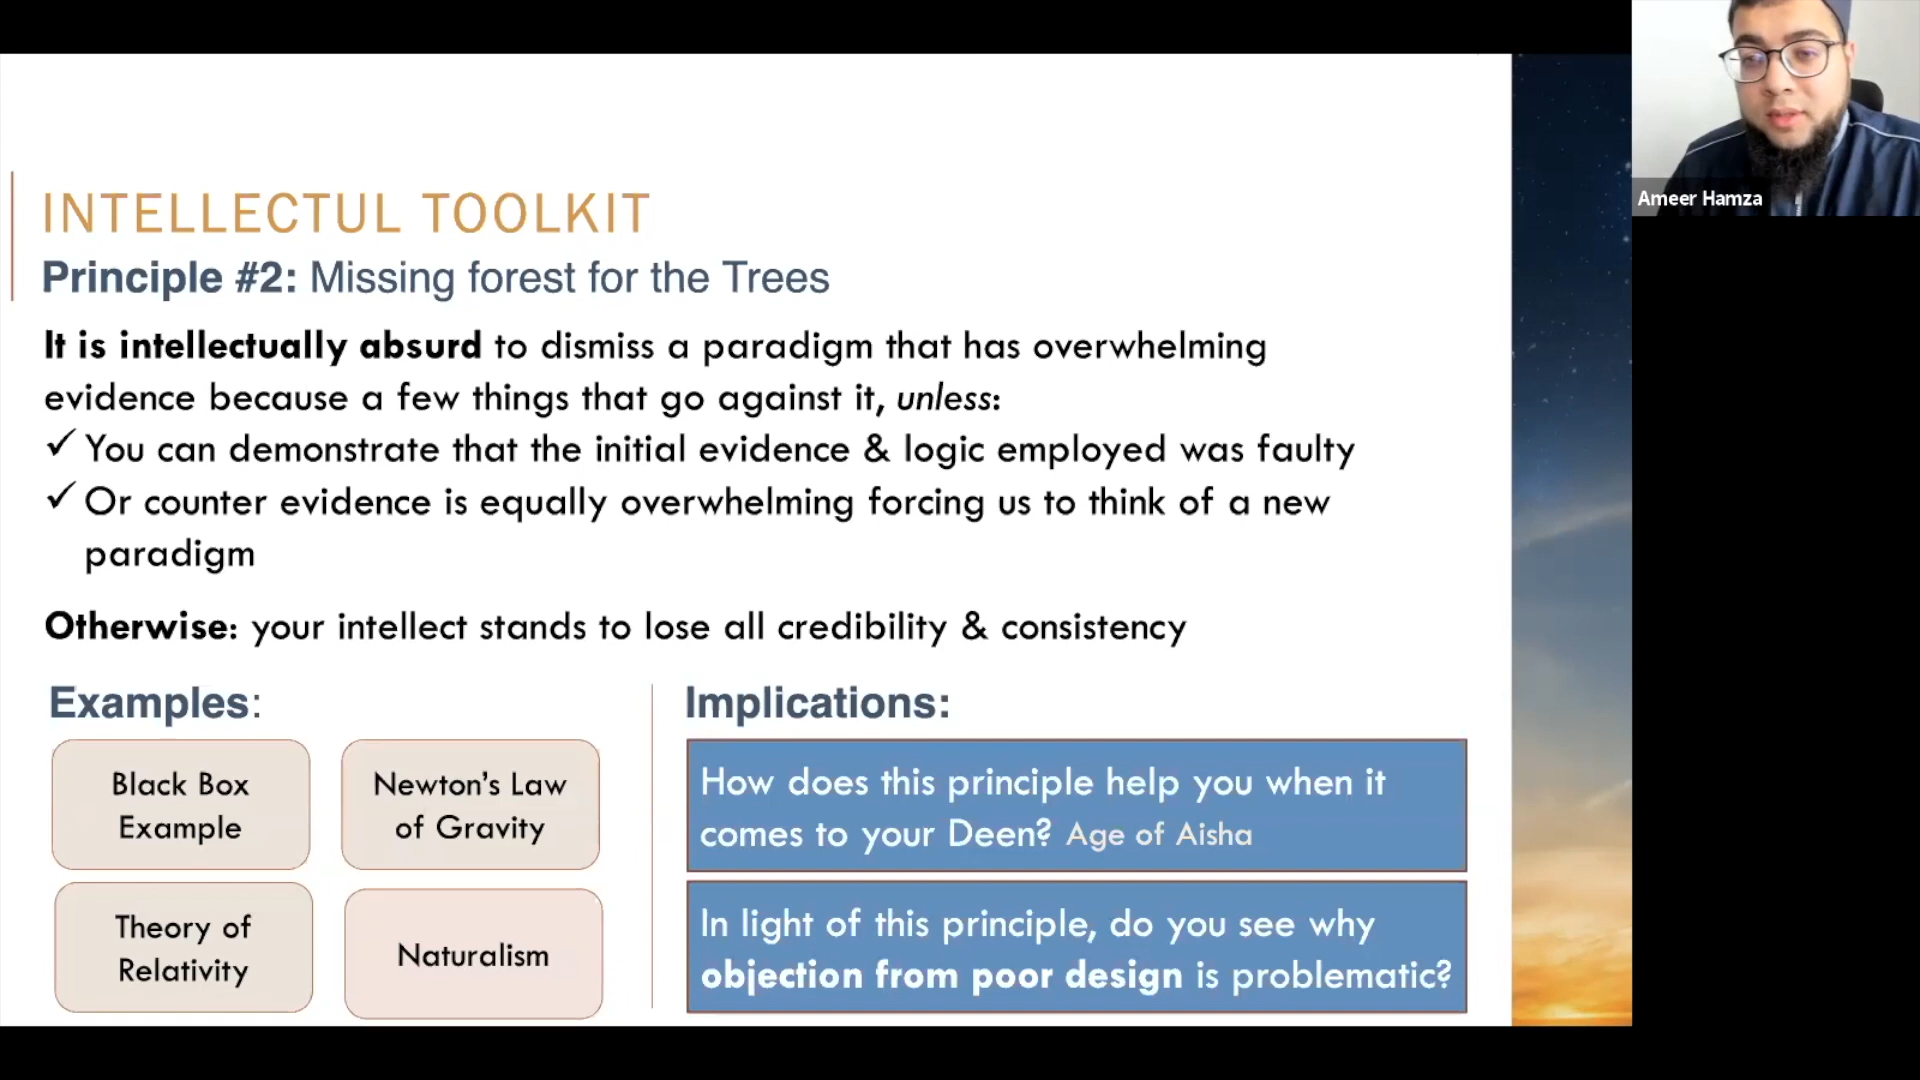 INTELLECTUL TOOLKIT
Principle #2: Missing forest for the Trees
It is intellectually absurd to dismiss a paradigm that has overwhelming
evidence because a few things that go against it, unless:
✓ You can demonstrate that the initial evidence & logic employed was faulty
✓ Or counter evidence is equally overwhelming forcing us to think of a new
paradigm
Otherwise: your intellect stands to lose all credibility & consistency
Examples:
Black Box
Example
Newton's Law
of Gravity
Theory of
Relativity
Naturalism
Implications:
How does this principle help you when it
comes to your Deen? Age of Aisha
In light of this principle, do you see why
objection from poor design is problematic?
Ameer Hamza